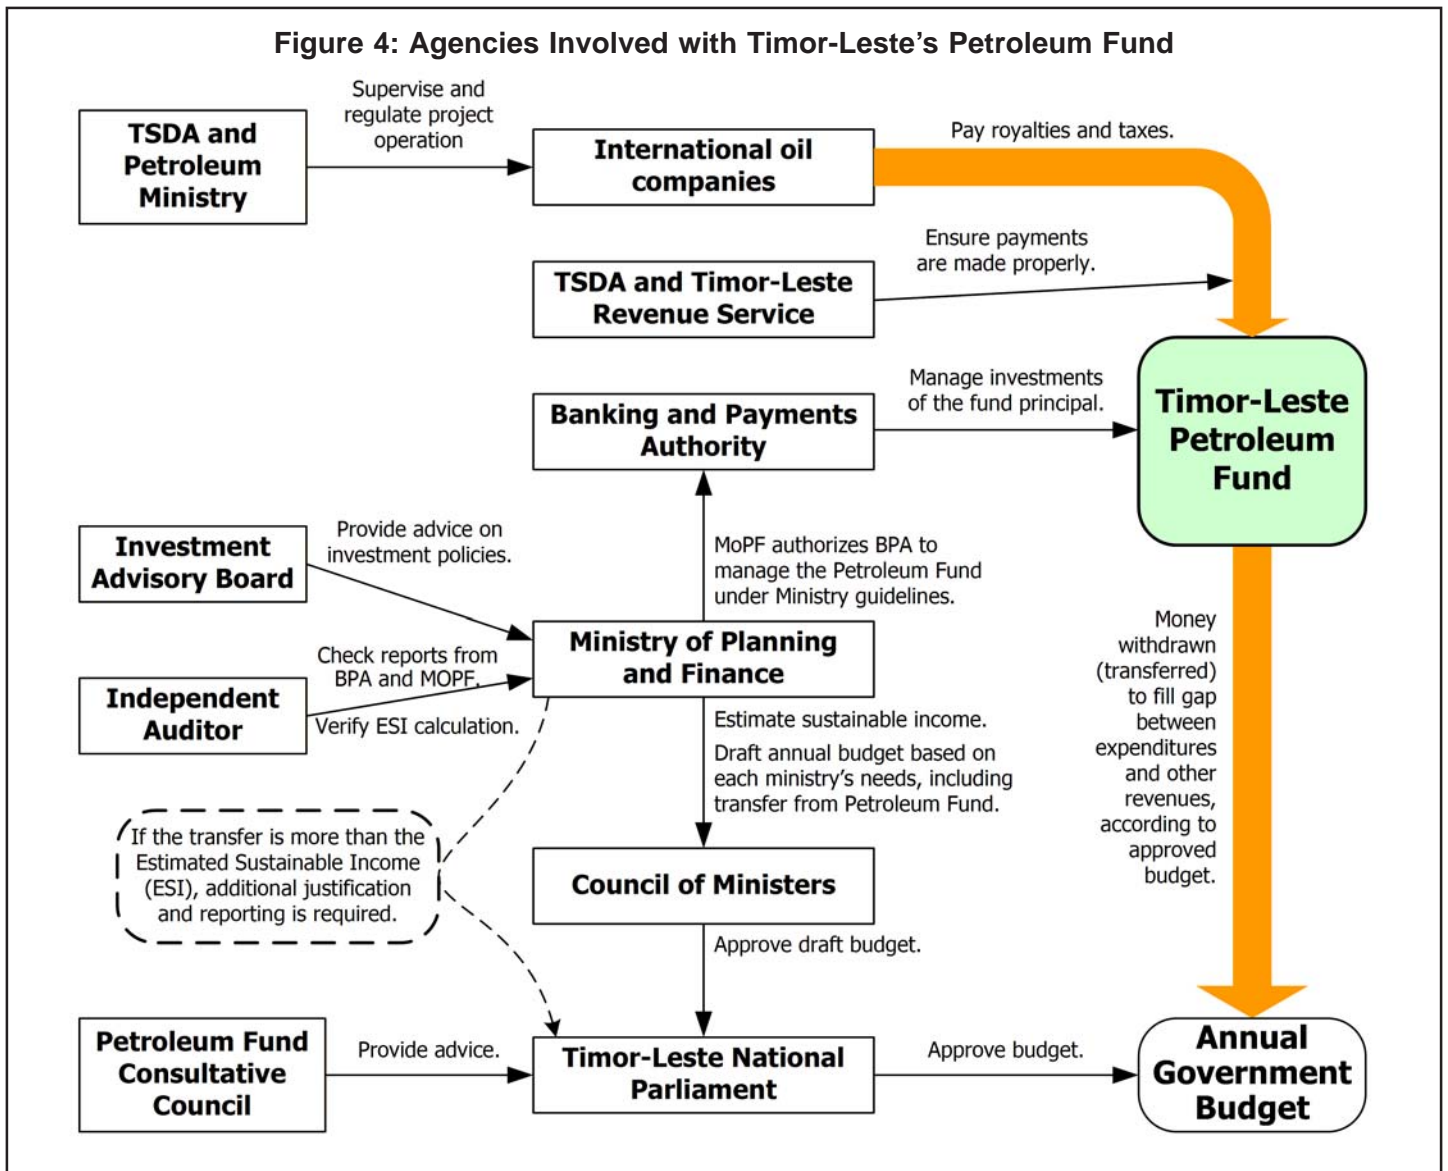 Figure 4: Agencies Involved with Timor-Leste's Petroleum Fund
TSDA and
Petroleum
Ministry
Supervise and
regulate project
operation
International oil
companies
Pay royalties and taxes.
TSDA and Timor-Leste
Revenue Service
Ensure payments
are made properly.
Banking and Payments
Authority
Manage investments
of the fund principal.
Timor-Leste
Petroleum
Fund
Investment
Advisory Board
Provide advice on
investment policies.
MoPF authorizes BPA to
manage the Petroleum Fund
under Ministry guidelines.
Independent
Auditor
Check reports from
BPA and MOPF.
Verify ESI calculation.
Ministry of Planning
and Finance
Estimate sustainable income.
Draft annual budget based on
each ministry's needs, including
transfer from Petroleum Fund.
Money
withdrawn
(transferred)
to fill gap
between
expenditures
and other
revenues,
according to
approved
budget.
If the transfer is more than the
Estimated Sustainable Income
(ESI), additional justification
and reporting is required.
Council of Ministers
Approve draft budget.
Petroleum Fund
Consultative
Council
Provide advice.
Timor-Leste National
Parliament
Approve budget.
Annual
Government
Budget